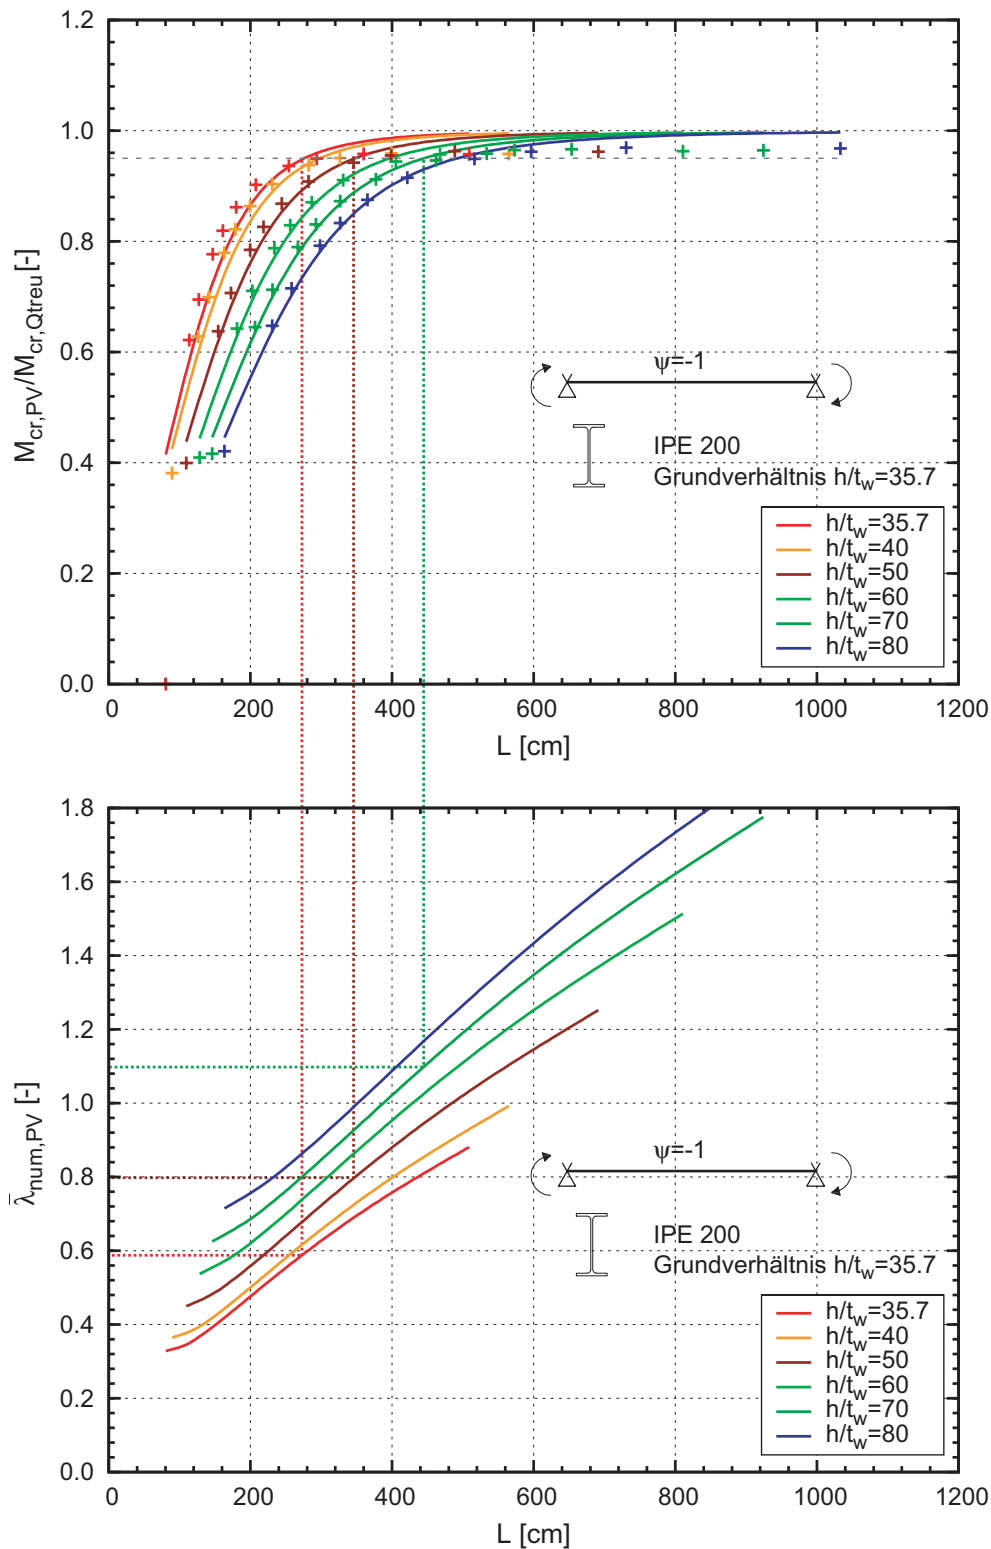 1.2
1.0
0.8
0.6
0.4
0.2
0.0
M_cr,PV/M_cr,Qtreu [-]
ψ=-1
IPE 200
Grundverhältnis h/t_w=35.7
h/t_w=35.7
h/t_w=40
h/t_w=50
h/t_w=60
h/t_w=70
h/t_w=80
0 200 400 600 800 1000 1200
L [cm]
1.8
1.6
1.4
1.2
1.0
0.8
0.6
0.4
0.2
0.0
λ̄_num,PV [-]
ψ=-1
IPE 200
Grundverhältnis h/t_w=35.7
h/t_w=35.7
h/t_w=40
h/t_w=50
h/t_w=60
h/t_w=70
h/t_w=80
0 200 400 600 800 1000 1200
L [cm]